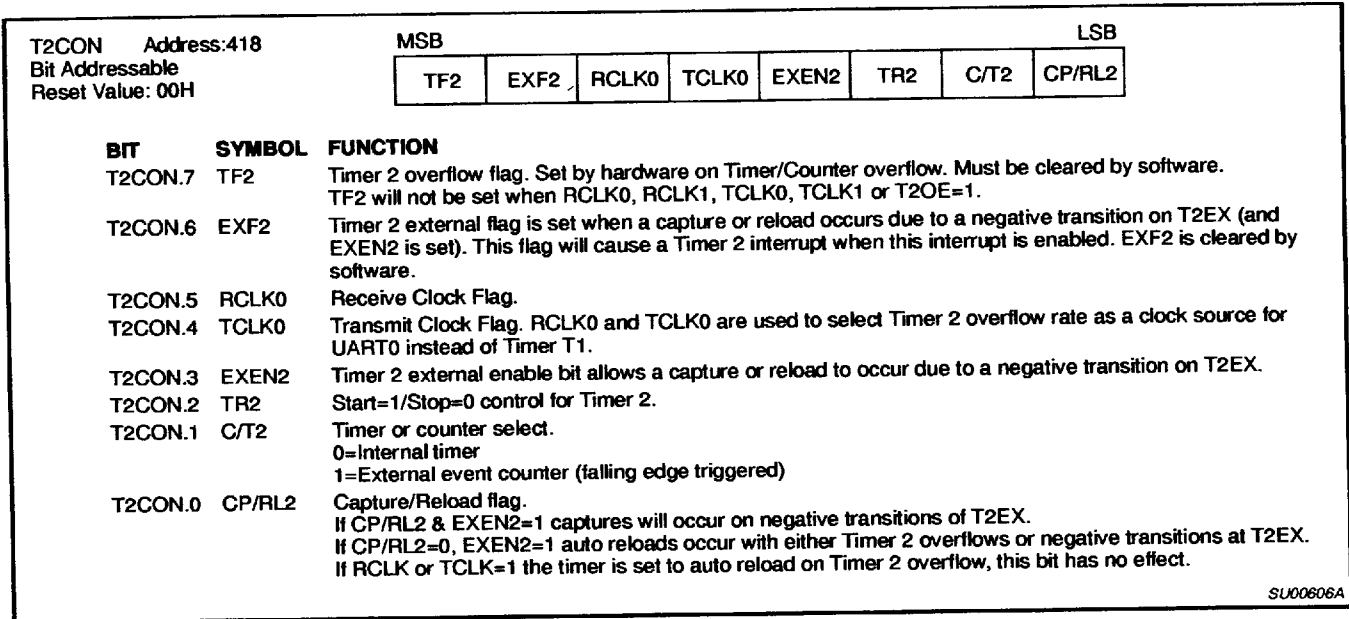 T2CON Address:418
Bit Addressable
Reset Value: 00H
MSB LSB
TF2 EXF2 RCLK0 TCLK0 EXEN2 TR2 C/T2 CP/RL2
BIT SYMBOL FUNCTION
T2CON.7 TF2 Timer 2 overflow flag. Set by hardware on Timer/Counter overflow. Must be cleared by software.
TF2 will not be set when RCLK0, RCLK1, TCLK0, TCLK1 or T2OE=1.
T2CON.6 EXF2 Timer 2 external flag is set when a capture or reload occurs due to a negative transition on T2EX (and
EXEN2 is set). This flag will cause a Timer 2 interrupt when this interrupt is enabled. EXF2 is cleared by
software.
T2CON.5 RCLK0 Receive Clock Flag.
T2CON.4 TCLK0 Transmit Clock Flag. RCLK0 and TCLK0 are used to select Timer 2 overflow rate as a clock source for
UART0 instead of Timer T1.
T2CON.3 EXEN2 Timer 2 external enable bit allows a capture or reload to occur due to a negative transition on T2EX.
T2CON.2 TR2 Start=1/Stop=0 control for Timer 2.
T2CON.1 C/T2 Timer or counter select.
0=Internal timer
1=External event counter (falling edge triggered)
T2CON.0 CP/RL2 Capture/Reload flag.
If CP/RL2 & EXEN2=1 captures will occur on negative transitions of T2EX.
If CP/RL2=0, EXEN2=1 auto reloads occur with either Timer 2 overflows or negative transitions at T2EX.
If RCLK or TCLK=1 the timer is set to auto reload on Timer 2 overflow, this bit has no effect.
SU00606A